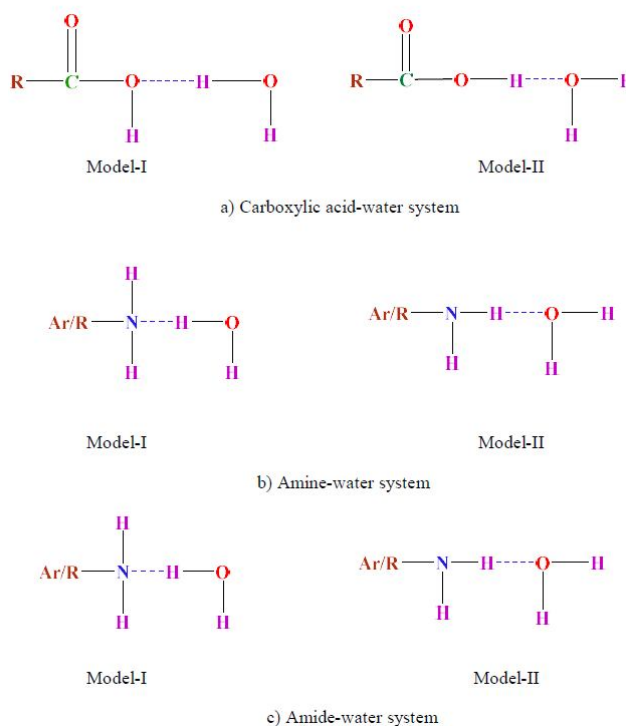 O
R C O H O
H H
Model-I
O
R C O H O H
H
Model-II
a) Carboxylic acid-water system
H
Ar/R N H O
H H
Model-I
Ar/R N H O H
H H
Model-II
b) Amine-water system
H
Ar/R N H O
H H
Model-I
Ar/R N H O H
H H
Model-II
c) Amide-water system